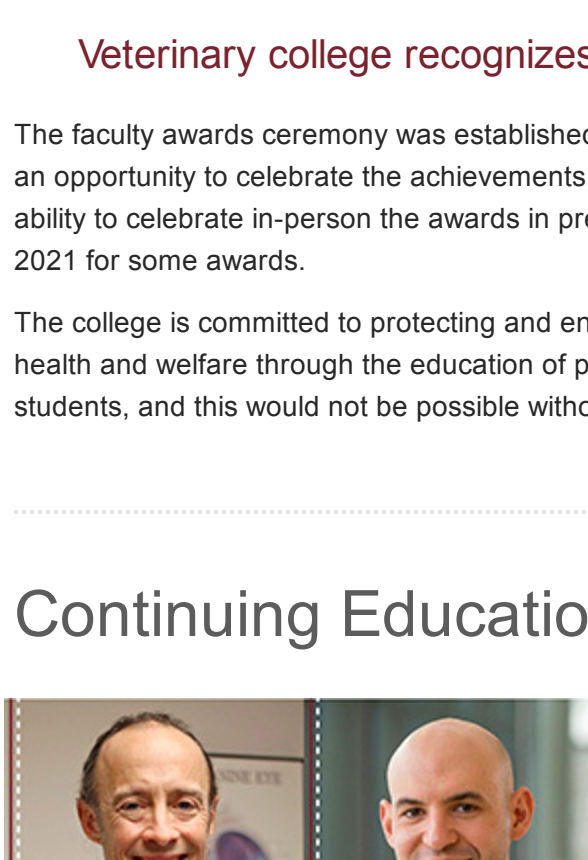 Veterinary college recognizes
The faculty awards ceremony was established
an opportunity to celebrate the achievements
ability to celebrate in-person the awards in pre
2021 for some awards.
The college is committed to protecting and en
health and welfare through the education of p
students, and this would not be possible witho
Continuing Educatio
NINE EYE